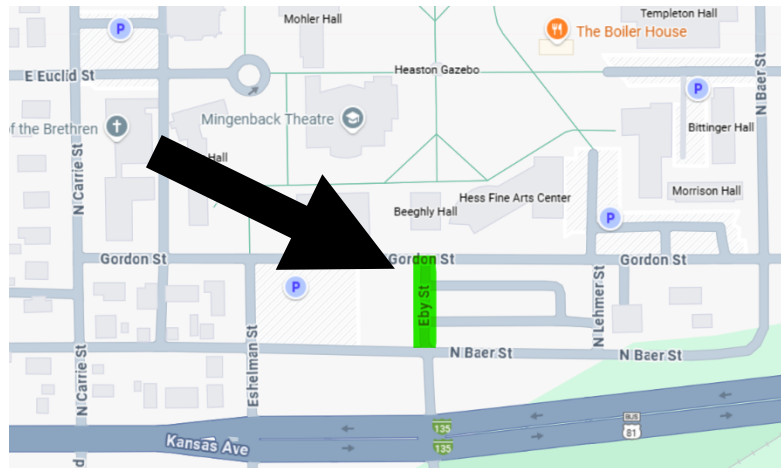 Mohler Hall
Templeton Hall
The Boiler House
P
E Euclid St
Heaston Gazebo
P
N Baer St
of the Brethren
Mingenback Theatre
Bittinger Hall
Hall
N Carrie St
Hess Fine Arts Center
Morrison Hall
Beeghly Hall
P
Gordon St
Gordon St
Gordon St
P
Eby St
N Lehmer St
Eshelman St
N Carrie St
N Baer St
N Baer St
135
135
BUS
81
Kansas Ave
d